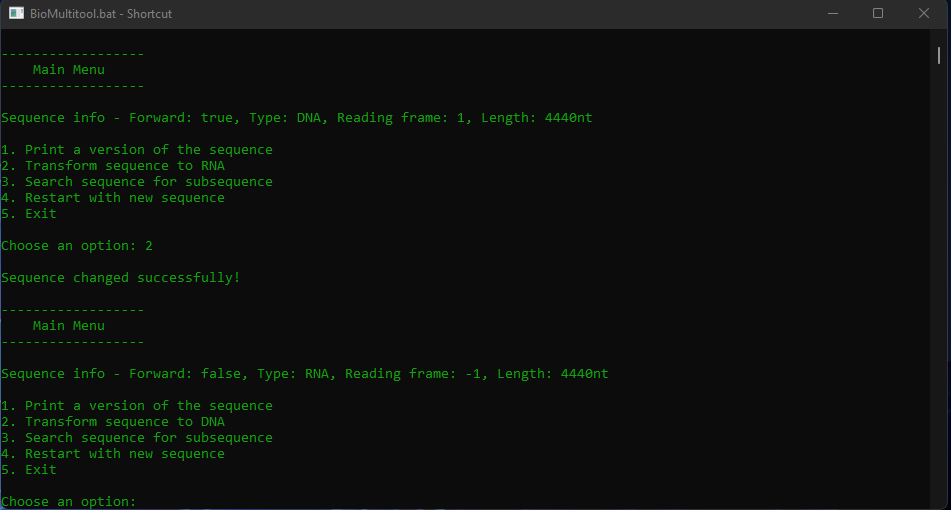 BioMultitool.bat - Shortcut
------------------
Main Menu
------------------
Sequence info - Forward: true, Type: DNA, Reading frame: 1, Length: 4440nt
1. Print a version of the sequence
2. Transform sequence to RNA
3. Search sequence for subsequence
4. Restart with new sequence
5. Exit
Choose an option: 2
Sequence changed successfully!
------------------
Main Menu
------------------
Sequence info - Forward: false, Type: RNA, Reading frame: -1, Length: 4440nt
1. Print a version of the sequence
2. Transform sequence to DNA
3. Search sequence for subsequence
4. Restart with new sequence
5. Exit
Choose an option: